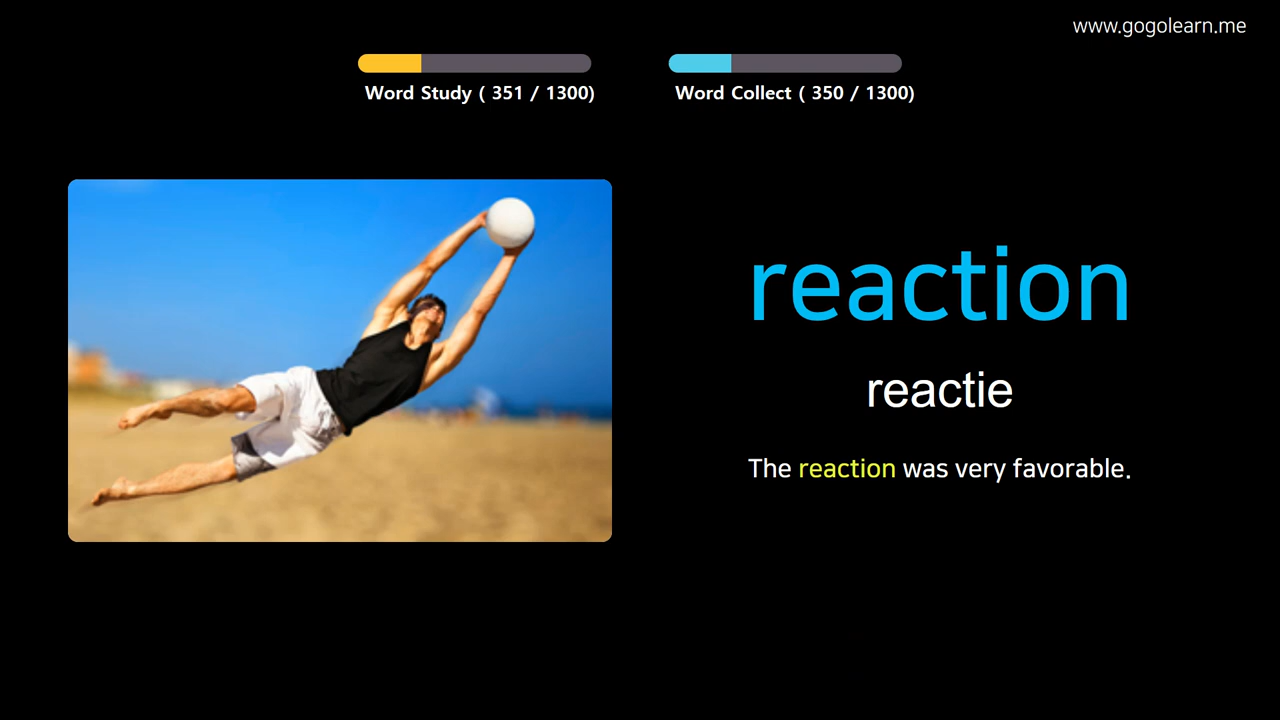 www.gogolearn.me
Word Study ( 351 / 1300)
Word Collect ( 350 / 1300)
reaction
reactie
The reaction was very favorable.